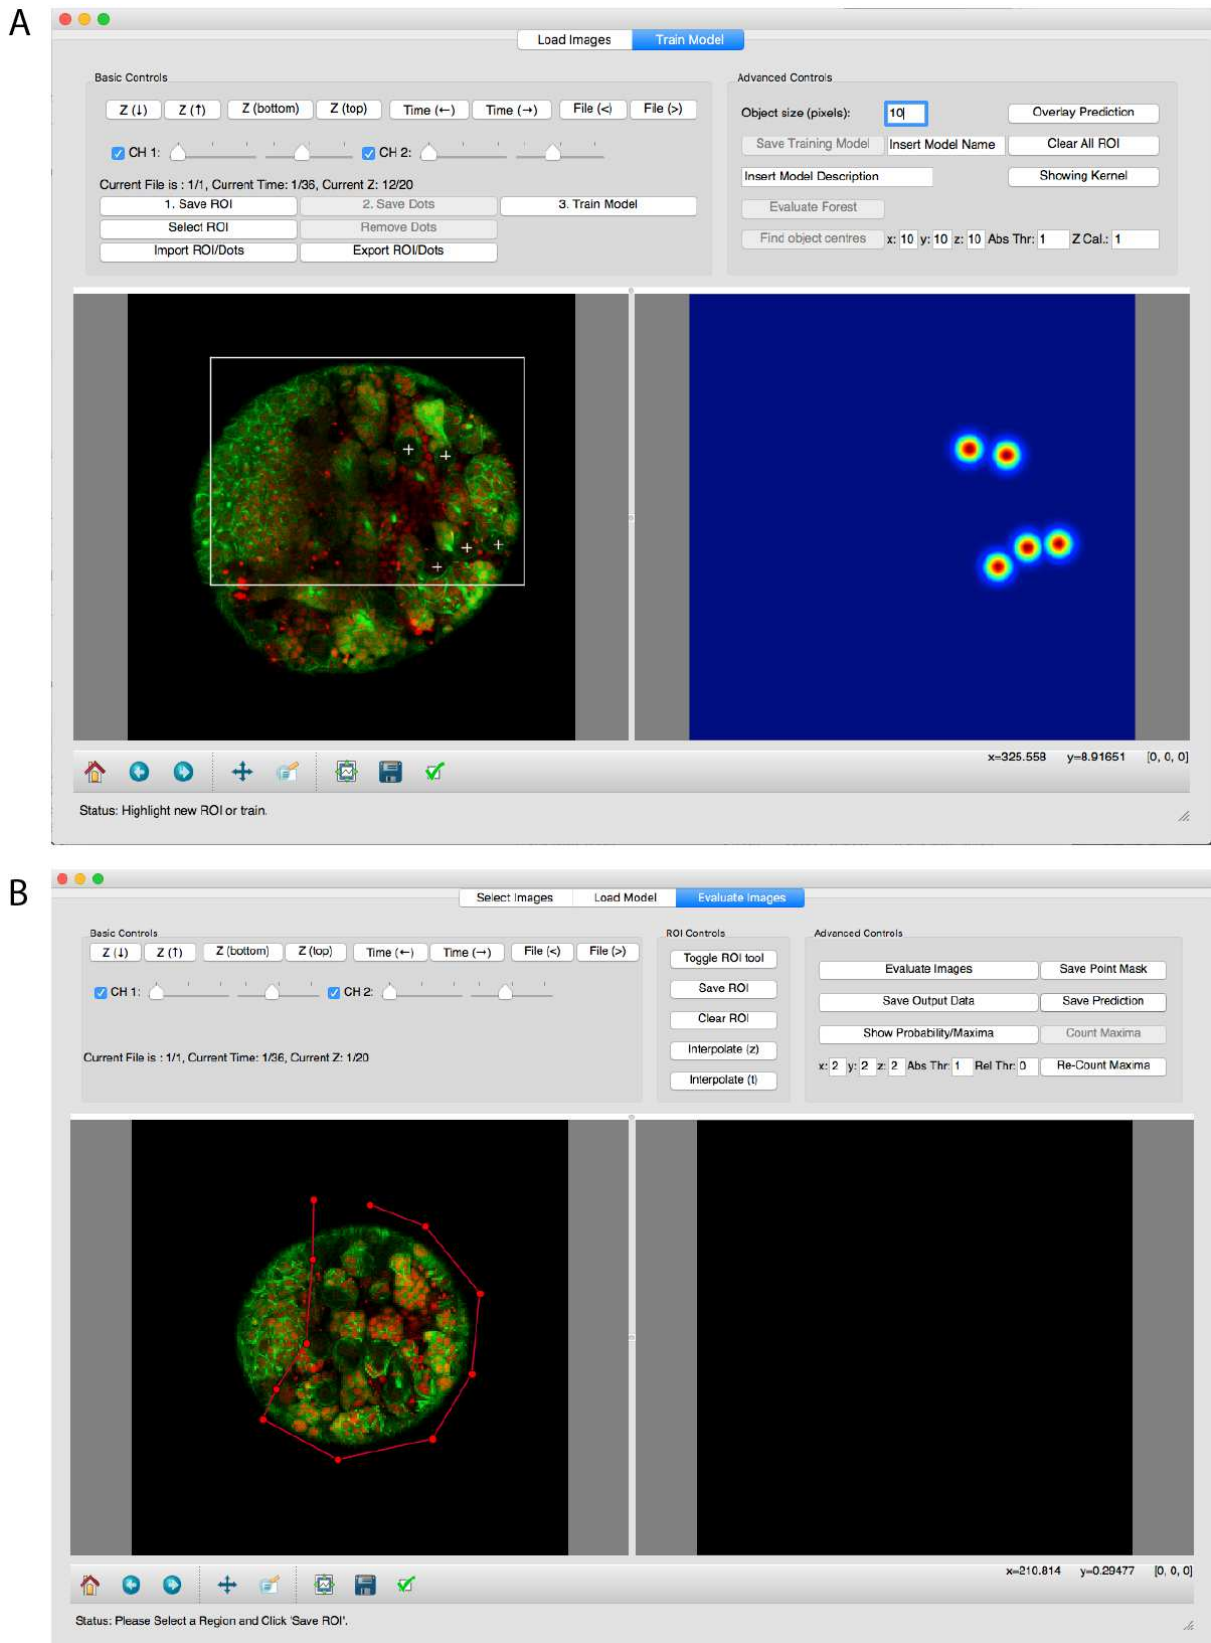 A
Load Images Train Model
Basic Controls
Advanced Controls
Z (↓) Z (↑) Z (bottom) Z (top) Time (←) Time (→) File (<) File (>)
Object size (pixels): 10 Overlay Prediction
CH 1: CH 2:
Save Training Model Insert Model Name Clear All ROI
Current File is : 1/1, Current Time: 1/36, Current Z: 12/20
Insert Model Description Showing Kernel
1. Save ROI 2. Save Dots 3. Train Model
Select ROI Remove Dots
Evaluate Forest
Import ROI/Dots Export ROI/Dots
Find object centres x: 10 y: 10 z: 10 Abs Thr: 1 Z Cal.: 1
x=325.558 y=8.91651 [0, 0, 0]
Status: Highlight new ROI or train.
B
Select Images Load Model Evaluate Images
Basic Controls
ROI Controls
Advanced Controls
Z (↓) Z (↑) Z (bottom) Z (top) Time (←) Time (→) File (<) File (>)
Toggle ROI tool
Evaluate Images Save Point Mask
CH 1: CH 2:
Save ROI
Save Output Data Save Prediction
Clear ROI
Show Probability/Maxima Count Maxima
Current File is : 1/1, Current Time: 1/36, Current Z: 1/20
Interpolate (z)
x: 2 y: 2 z: 2 Abs Thr: 1 Rel Thr: 0 Re-Count Maxima
Interpolate (t)
x=210.814 y=0.29477 [0, 0, 0]
Status: Please Select a Region and Click 'Save ROI'.